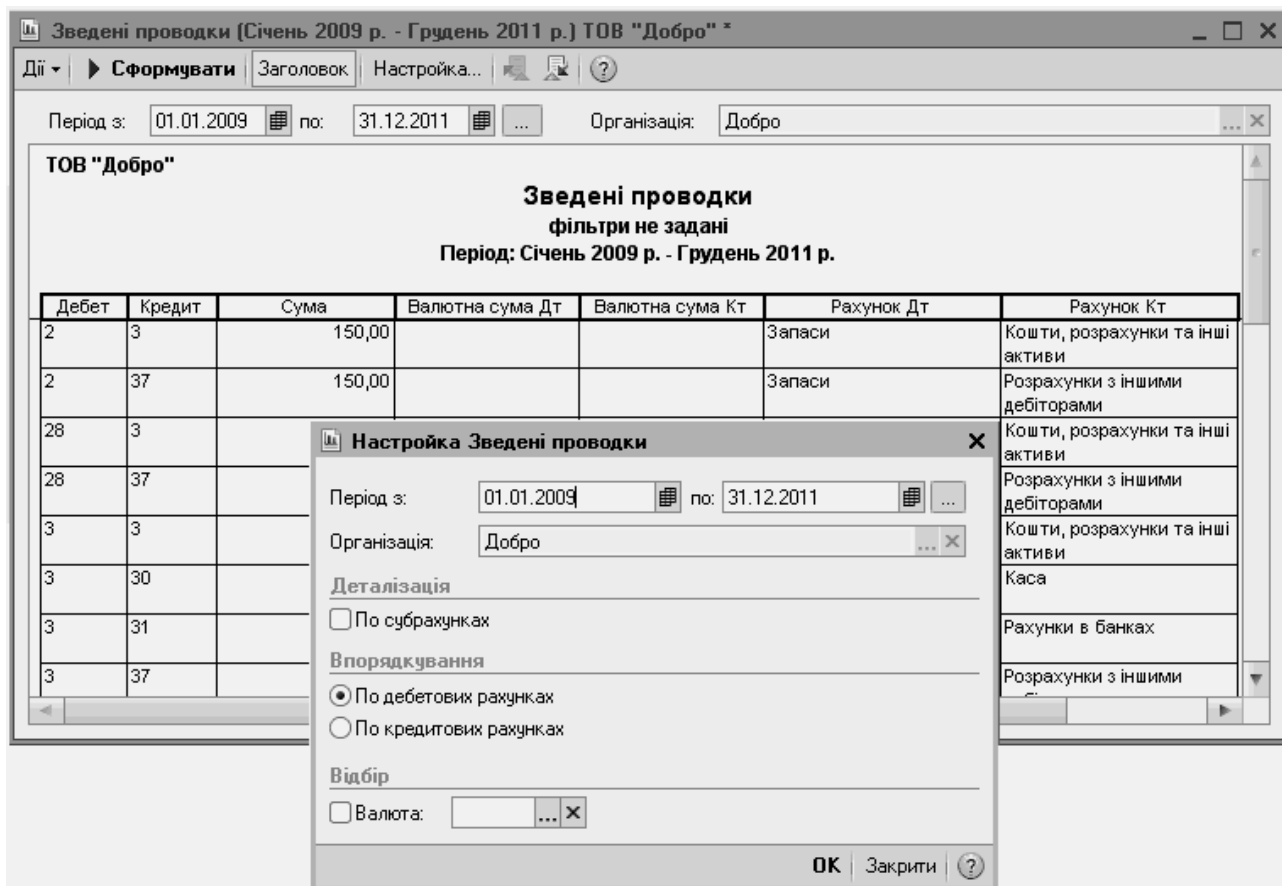 Зведені проводки (Січень 2009 р. - Грудень 2011 р.) ТОВ "Добро" *
Дії Сформувати Заголовок Настройка... ?
Період з: 01.01.2009 по: 31.12.2011 ... Організація: Добро ... ×
ТОВ "Добро"
Зведені проводки
фільтри не задані
Період: Січень 2009 р. - Грудень 2011 р.
Дебет Кредит Сума Валютна сума Дт Валютна сума Кт Рахунок Дт Рахунок Кт
2 3 150,00 Запаси Кошти, розрахунки та інші
активи
2 37 150,00 Запаси Розрахунки з іншими
дебіторами
28 3 Кошти, розрахунки та інші
активи
28 37 Розрахунки з іншими
дебіторами
3 3 Кошти, розрахунки та інші
активи
3 30 Каса
3 31 Рахунки в банках
3 37 Розрахунки з іншими
Настройка Зведені проводки
Період з: 01.01.2009 по: 31.12.2011 ...
Організація: Добро ... ×
Деталізація
По субрахунках
Впорядкування
По дебетових рахунках
По кредитових рахунках
Відбір
Валюта: ... ×
OK Закрити ?